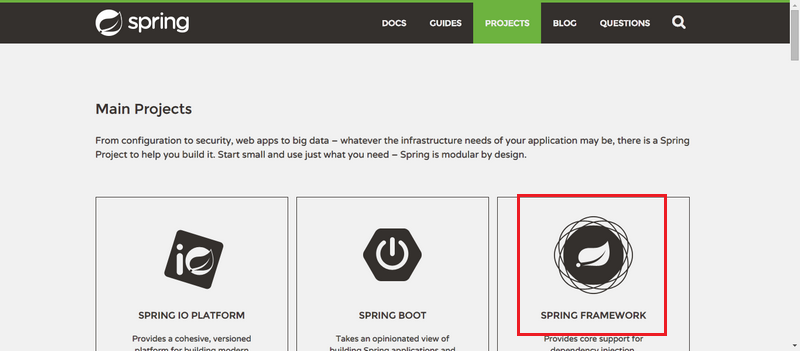 spring
DOCS GUIDES PROJECTS BLOG QUESTIONS
Main Projects
From configuration to security, web apps to big data – whatever the infrastructure needs of your application may be, there is a Spring
Project to help you build it. Start small and use just what you need – Spring is modular by design.
io
SPRING IO PLATFORM
Provides a cohesive, versioned
platform for building modern
SPRING BOOT
Takes an opinionated view of
building Spring applications and
SPRING FRAMEWORK
Provides core support for
dependency injection,